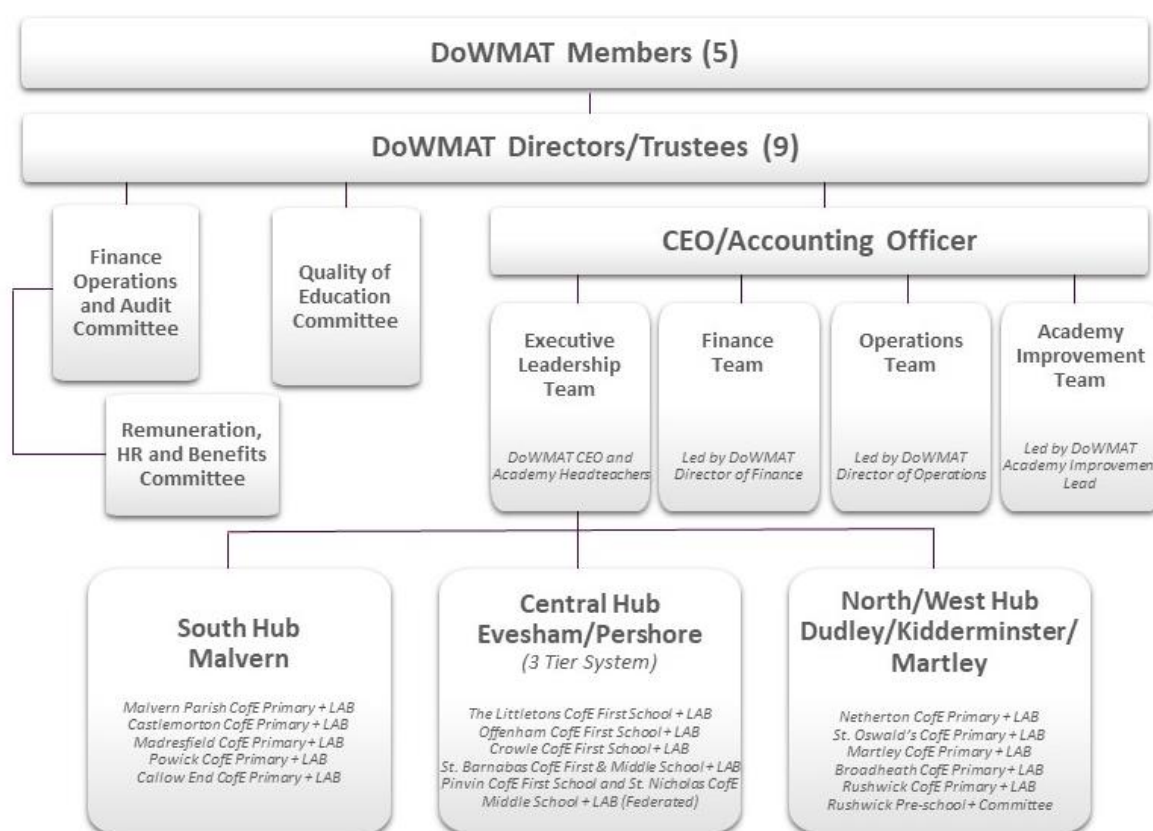 DoWMAT Members (5)
DoWMAT Directors/Trustees (9)
Finance
Operations
and Audit
Committee
Quality of
Education
Committee
CEO/Accounting Officer
Remuneration,
HR and Benefits
Committee
Executive
Leadership
Team
DoWMAT CEO and
Academy Headteachers
Finance
Team
Led by DoWMAT
Director of Finance
Operations
Team
Led by DoWMAT
Director of Operations
Academy
Improvement
Team
Led by DoWMAT
Academy Improvement
Lead
South Hub
Malvern
Malvern Parish CofE Primary + LAB
Castlemorton CofE Primary + LAB
Madresfield CofE Primary + LAB
Powick CofE Primary + LAB
Callow End CofE Primary + LAB
Central Hub
Evesham/Pershore
(3 Tier System)
The Littletons CofE First School + LAB
Offenham CofE First School + LAB
Crowle CofE First School + LAB
St. Barnabas CofE First & Middle School + LAB
Pinvin CofE First School and St. Nicholas CofE
Middle School + LAB (Federated)
North/West Hub
Dudley/Kidderminster/
Martley
Netherton CofE Primary + LAB
St. Oswald's CofE Primary + LAB
Martley CofE Primary + LAB
Broadheath CofE Primary + LAB
Rushwick CofE Primary + LAB
Rushwick Pre-school + Committee